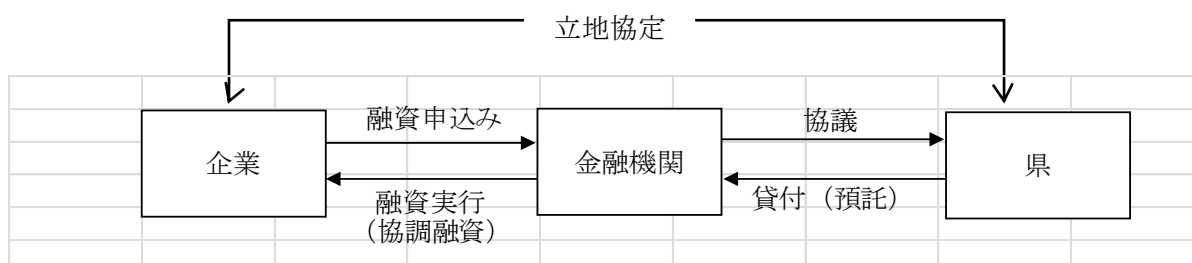 立地協定
融資申込み
協議
企業
金融機関
県
融資実行
（協調融資）
貸付（預託）